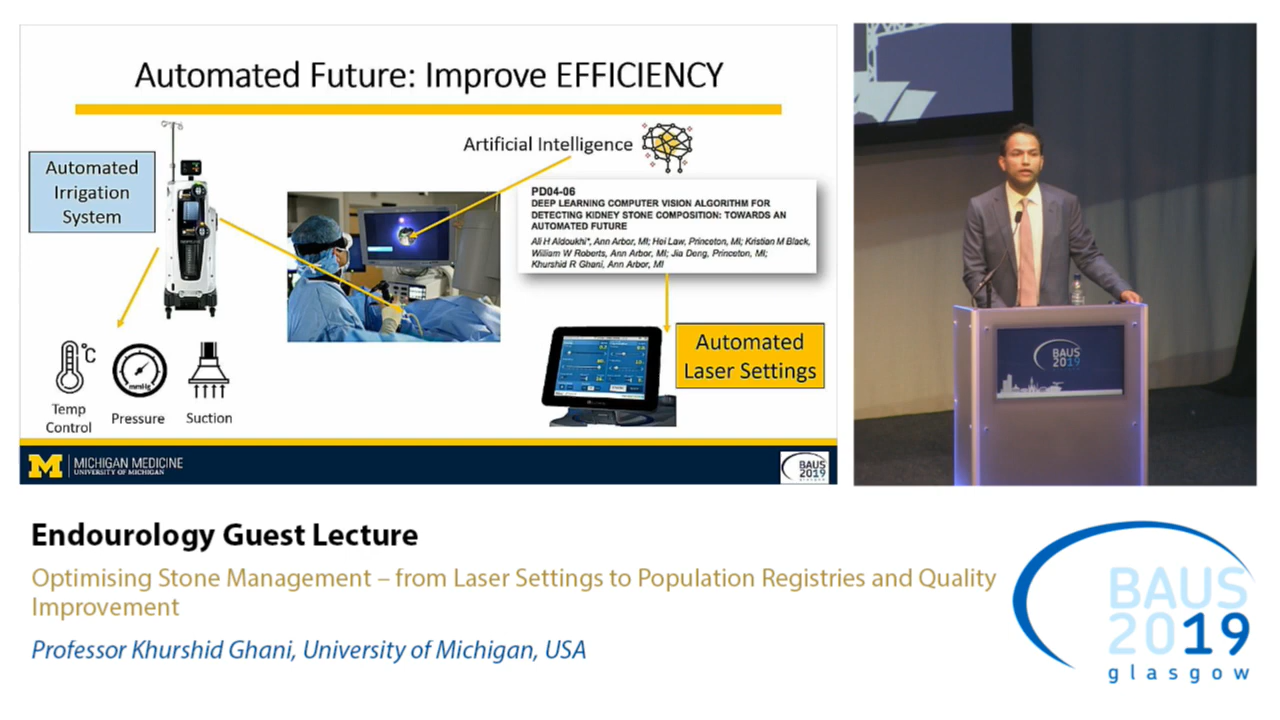 Automated Future: Improve EFFICIENCY
Automated
Irrigation
System
Artificial Intelligence
PD04-06
DEEP LEARNING COMPUTER VISION ALGORITHM FOR
DETECTING KIDNEY STONE COMPOSITION: TOWARDS AN
AUTOMATED FUTURE
Ali H Aldoukhi*, Ann Arbor, MI; Hei Law, Princeton, MI; Kristian M Black,
William W Roberts, Ann Arbor, MI; Jia Deng, Princeton, MI;
Khurshid R Ghani, Ann Arbor, MI
Automated
Laser Settings
°C
mmHg
Temp
Control
Pressure
Suction
M MICHIGAN MEDICINE
UNIVERSITY OF MICHIGAN
BAUS
2019
glasgow
BAUS
2019
Endourology Guest Lecture
Optimising Stone Management – from Laser Settings to Population Registries and Quality
Improvement
Professor Khurshid Ghani, University of Michigan, USA
BAUS
2019
glasgow